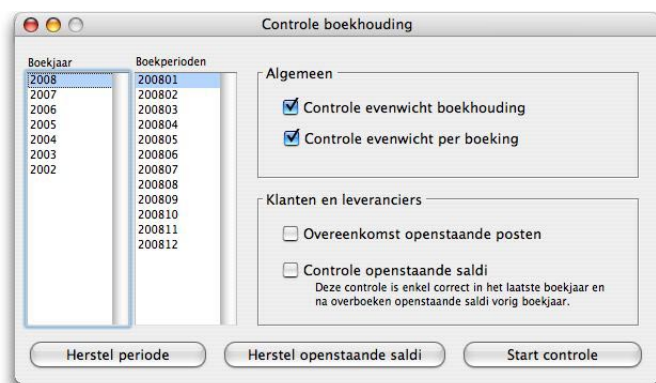 Controle boekhouding
Boekjaar
2008
2007
2006
2005
2004
2003
2002
Boekperioden
200801
200802
200803
200804
200805
200806
200807
200808
200809
200810
200811
200812
Algemeen
Controle evenwicht boekhouding
Controle evenwicht per boeking
Klanten en leveranciers
Overeenkomst openstaande posten
Controle openstaande saldi
Deze controle is enkel correct in het laatste boekjaar en
na overboeken openstaande saldi vorig boekjaar.
Herstel periode
Herstel openstaande saldi
Start controle